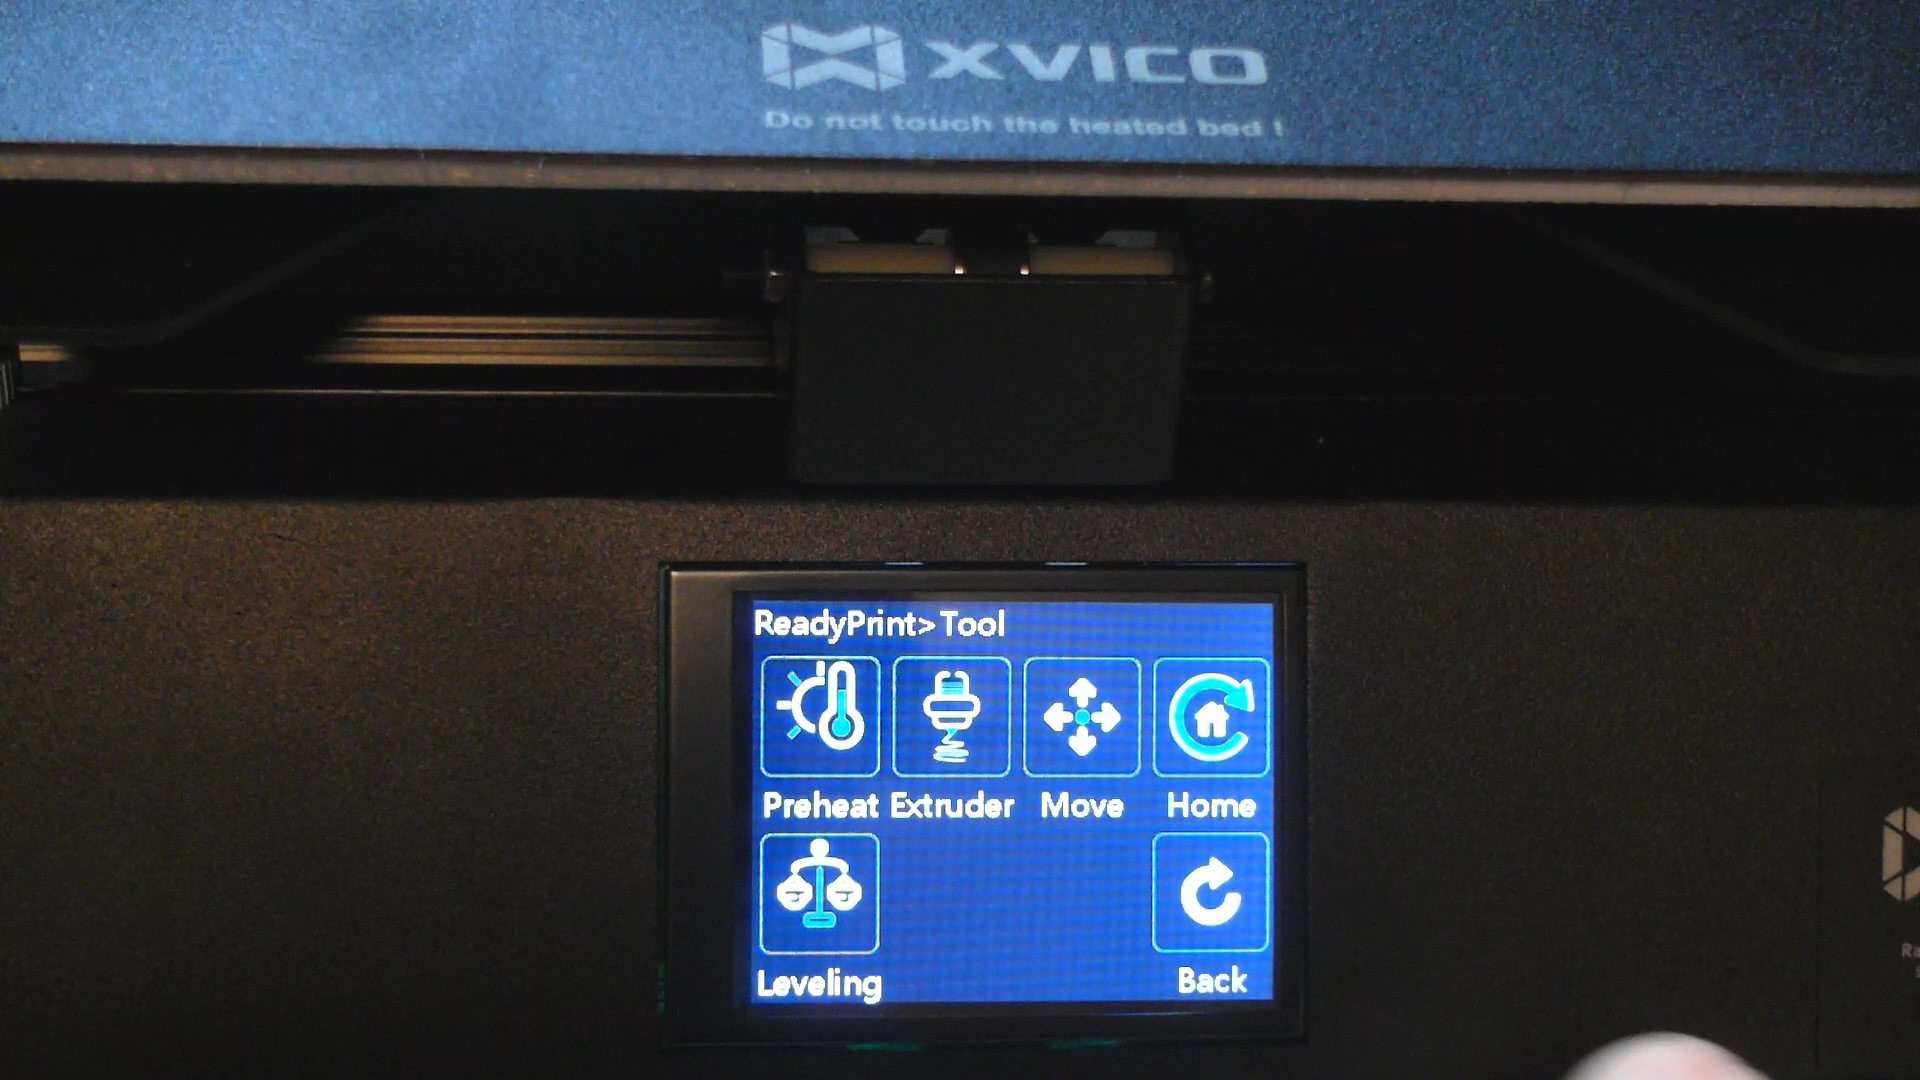 XVICO
Do not touch the heated bed !
ReadyPrint>Tool
Preheat Extruder Move Home
Leveling Back